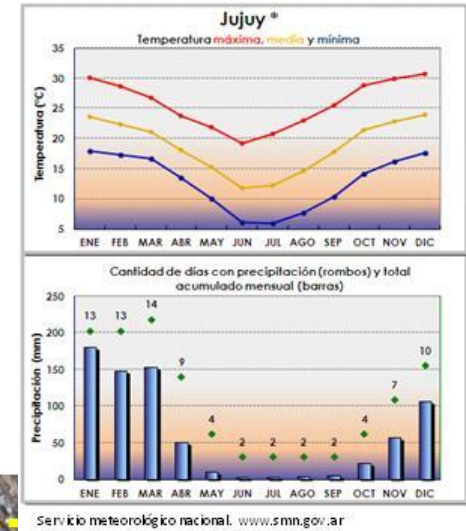 Jujuy *
Temperatura máxima, media y mínima
Temperatura (°C)
35
30
25
20
15
10
5
ENE FEB MAR ABR MAY JUN JUL AGO SEP OCT NOV DIC
Cantidad de días con precipitación (rombos) y total
acumulado mensual (barras)
Precipitación (mm)
250
200
150
100
50
0
13 13 14 9 4 2 2 2 2 4 7 10
ENE FEB MAR ABR MAY JUN JUL AGO SEP OCT NOV DIC
Servicio meteorológico nacional. www.smn.gov.ar